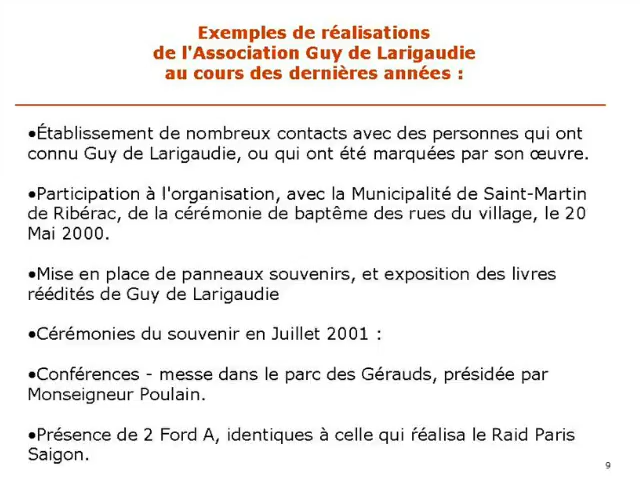 Exemples de réalisations
de l'Association Guy de Larigaudie
au cours des dernières années :
•Établissement de nombreux contacts avec des personnes qui ont
connu Guy de Larigaudie, ou qui ont été marquées par son œuvre.
•Participation à l'organisation, avec la Municipalité de Saint-Martin
de Ribérac, de la cérémonie de baptême des rues du village, le 20
Mai 2000.
•Mise en place de panneaux souvenirs, et exposition des livres
réédités de Guy de Larigaudie
•Cérémonies du souvenir en Juillet 2001 :
•Conférences - messe dans le parc des Gérauds, présidée par
Monseigneur Poulain.
•Présence de 2 Ford A, identiques à celle qui ŕéalisa le Raid Paris
Saigon.
9